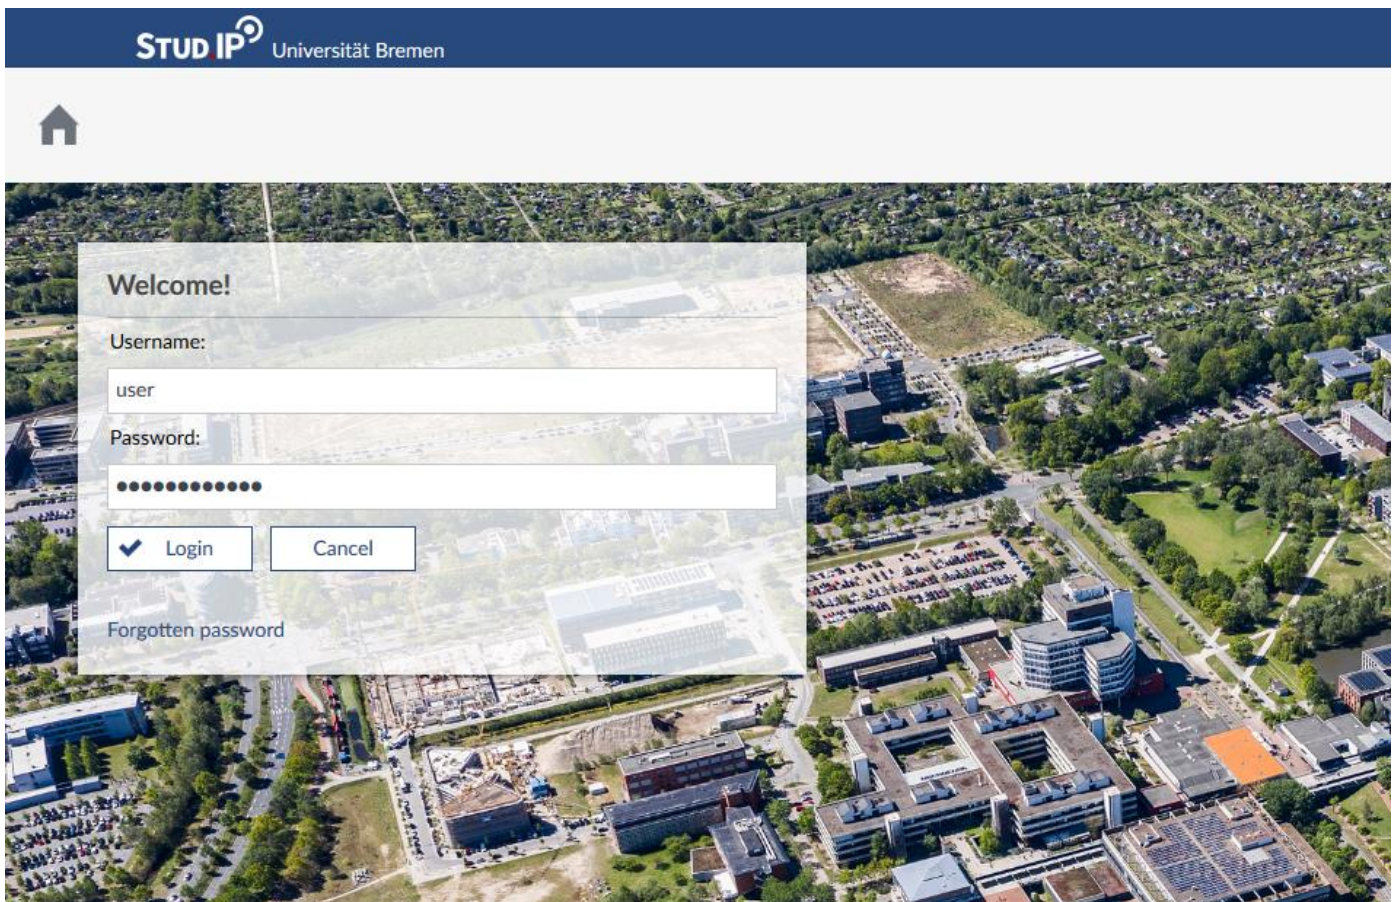 STUD.IP Universität Bremen
Welcome!
Username:
user
Password:
●●●●●●●●●●●●
Login Cancel
Forgotten password